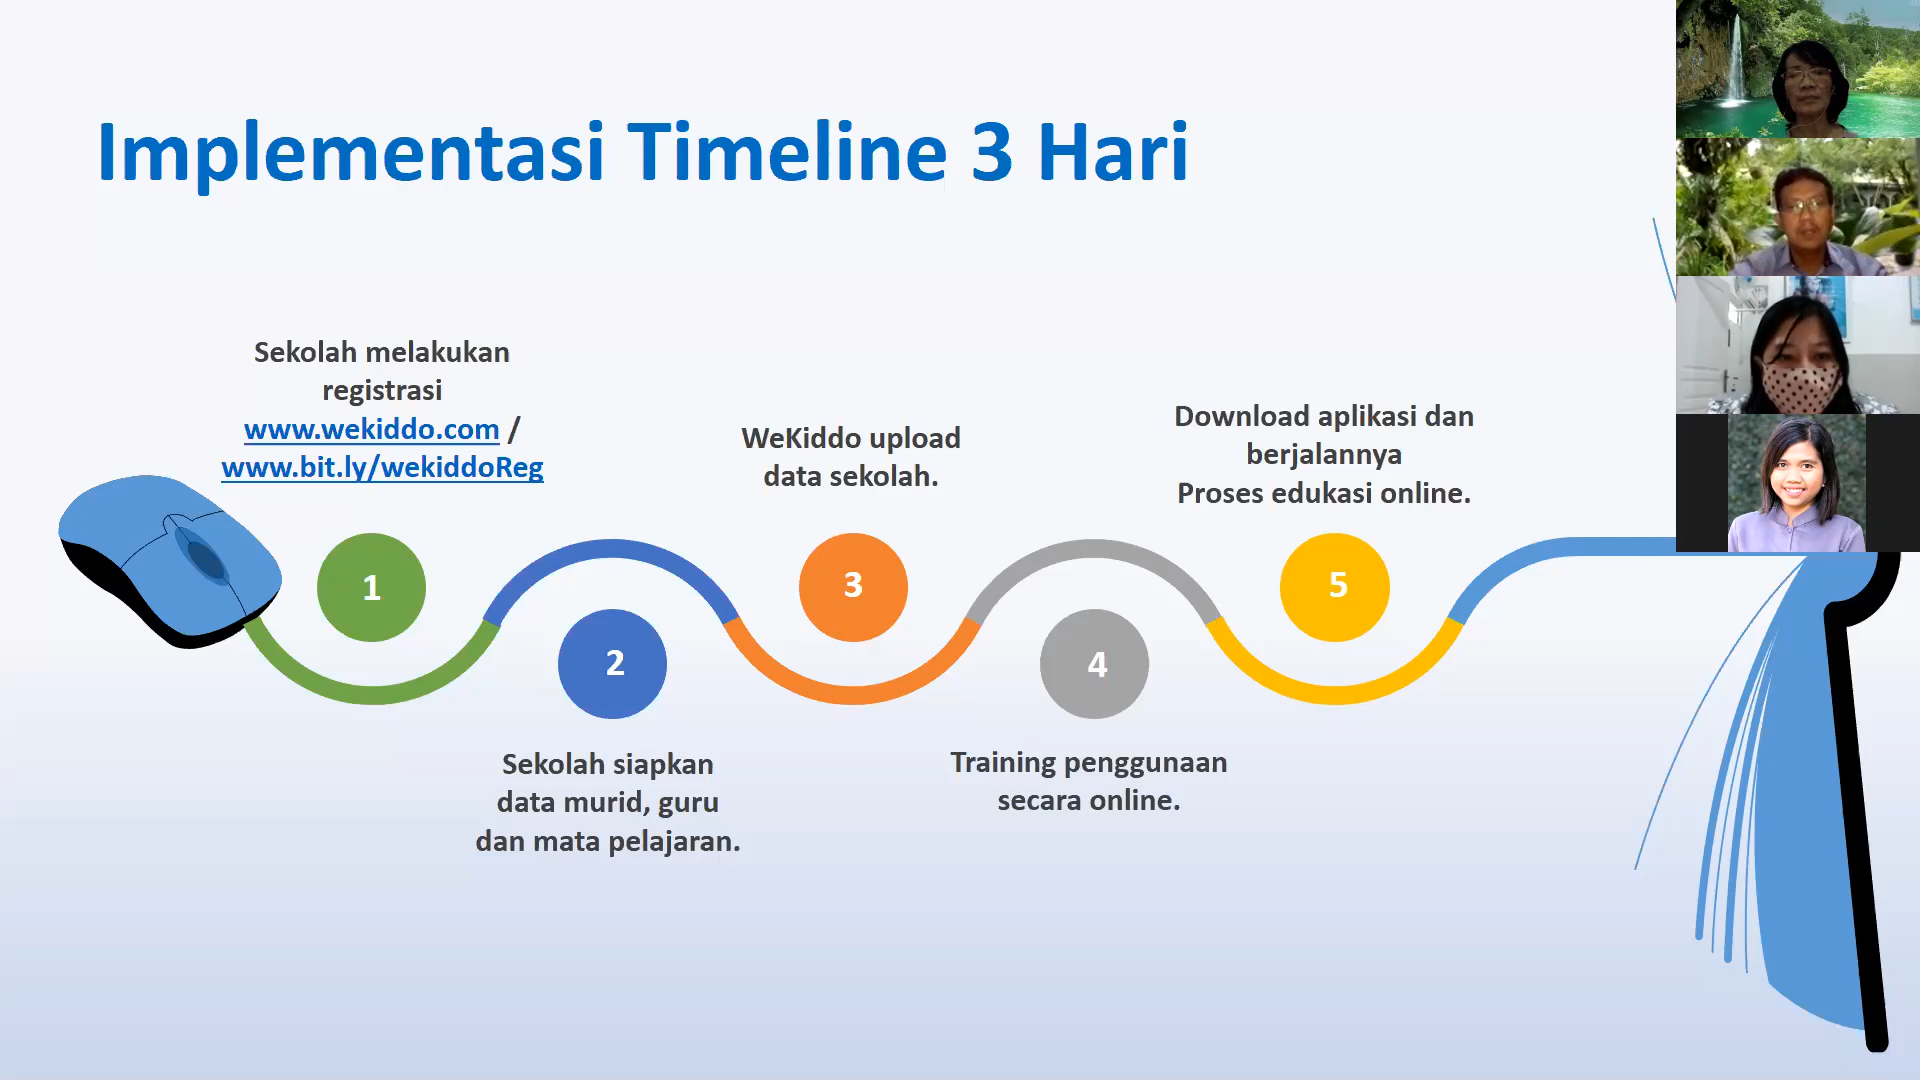 Implementasi Timeline 3 Hari
Sekolah melakukan
registrasi
www.wekiddo.com /
www.bit.ly/wekiddoReg
1
Sekolah siapkan
data murid, guru
dan mata pelajaran.
2
WeKiddo upload
data sekolah.
3
Training penggunaan
secara online.
4
Download aplikasi dan
berjalannya
Proses edukasi online.
5